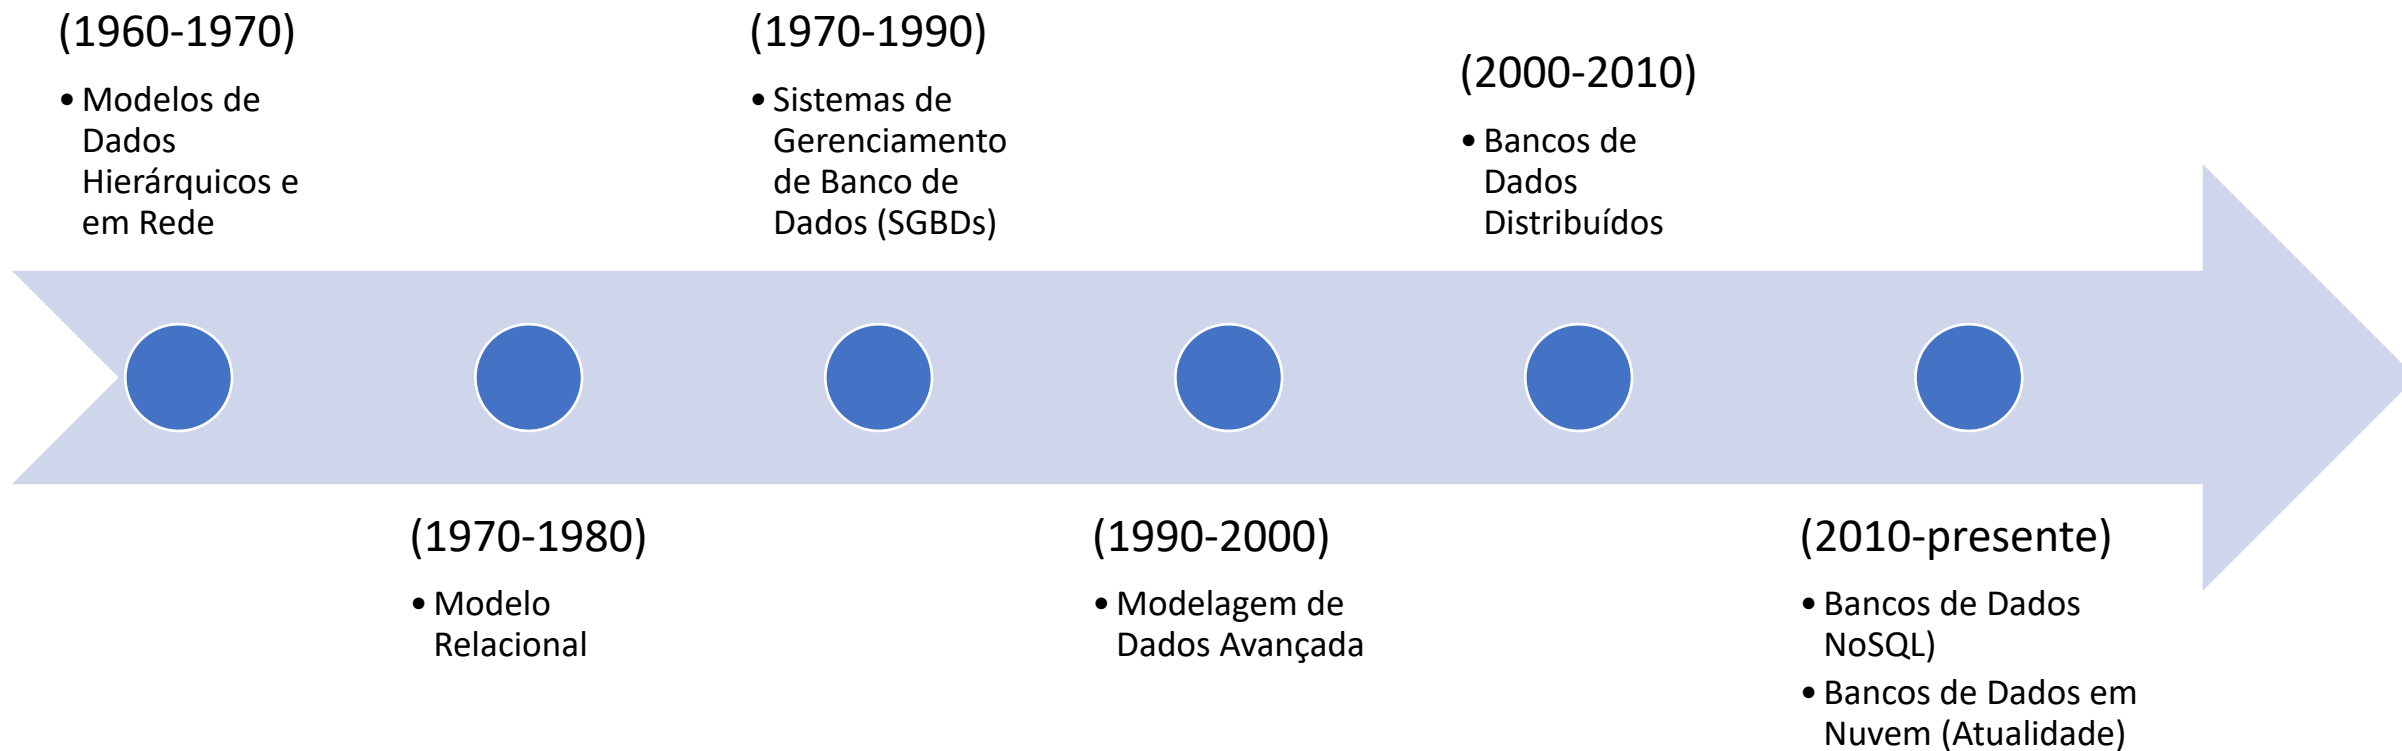 (1960-1970)
• Modelos de
Dados
Hierárquicos e
em Rede
(1970-1980)
• Modelo
Relacional
(1970-1990)
• Sistemas de
Gerenciamento
de Banco de
Dados (SGBDs)
(1990-2000)
• Modelagem de
Dados Avançada
(2000-2010)
• Bancos de
Dados
Distribuídos
(2010-presente)
• Bancos de Dados
NoSQL)
• Bancos de Dados em
Nuvem (Atualidade)